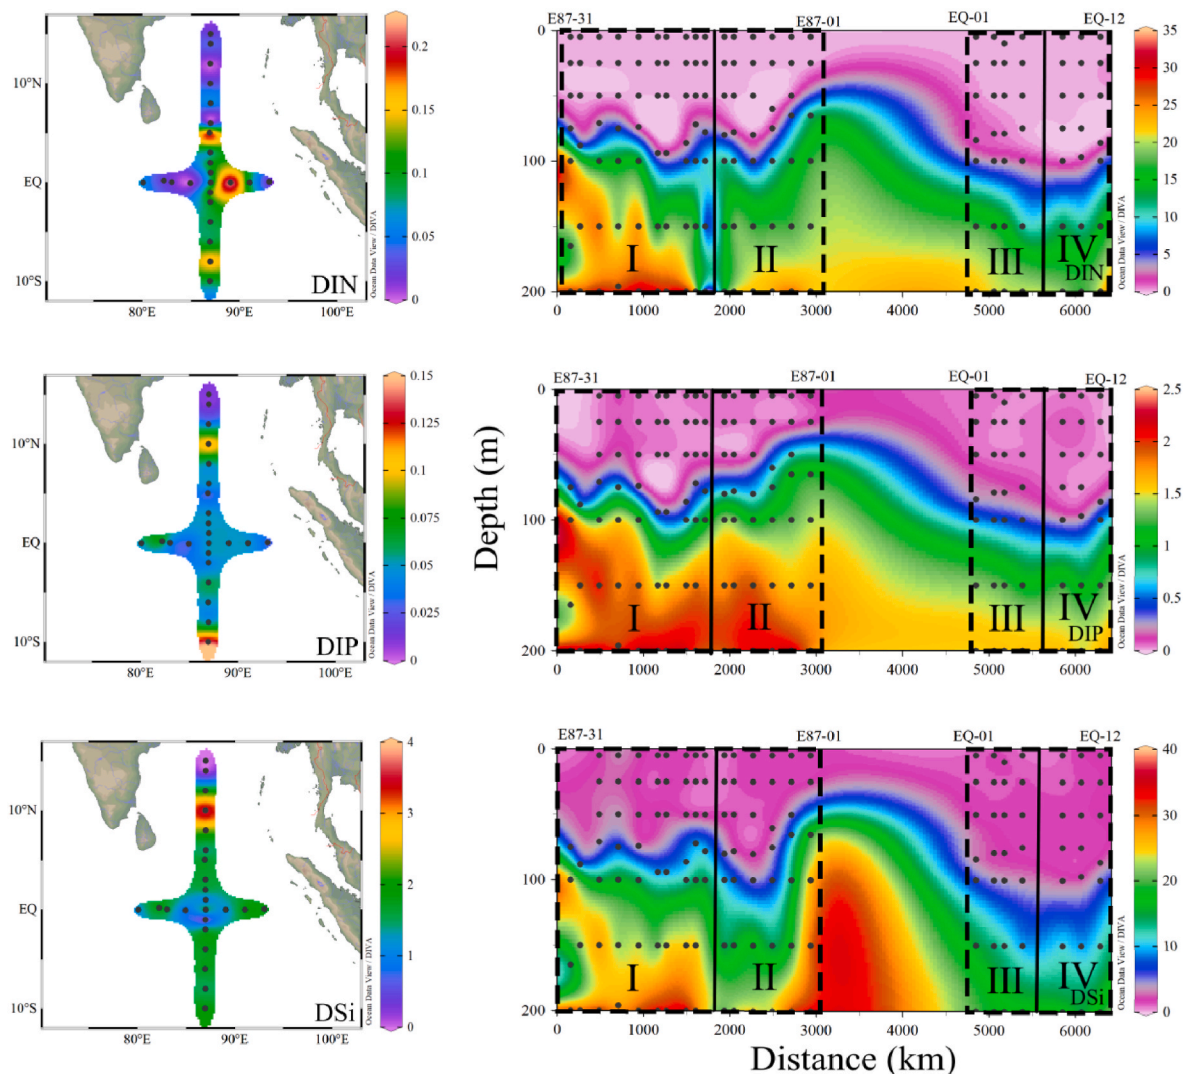 10°N
EQ
10°S
80°E 90°E 100°E
DIN
Ocean Data View / DIVA
0.2
0.15
0.1
0.05
0
E87-31 E87-01 EQ-01 EQ-12
0
100
200
0 1000 2000 3000 4000 5000 6000
I II III IV
DIN
Ocean Data View / DIVA
35
30
25
20
15
10
5
0
10°N
EQ
10°S
80°E 90°E 100°E
DIP
Ocean Data View / DIVA
0.15
0.125
0.1
0.075
0.05
0.025
0
Depth (m)
E87-31 E87-01 EQ-01 EQ-12
0
100
200
0 1000 2000 3000 4000 5000 6000
I II III IV
DIP
Ocean Data View / DIVA
2.5
2
1.5
1
0.5
0
10°N
EQ
10°S
80°E 90°E 100°E
DSi
Ocean Data View / DIVA
4
3
2
1
0
E87-31 E87-01 EQ-01 EQ-12
0
100
200
0 1000 2000 3000 4000 5000 6000
I II III IV
DSi
Ocean Data View / DIVA
40
30
20
10
0
Distance (km)